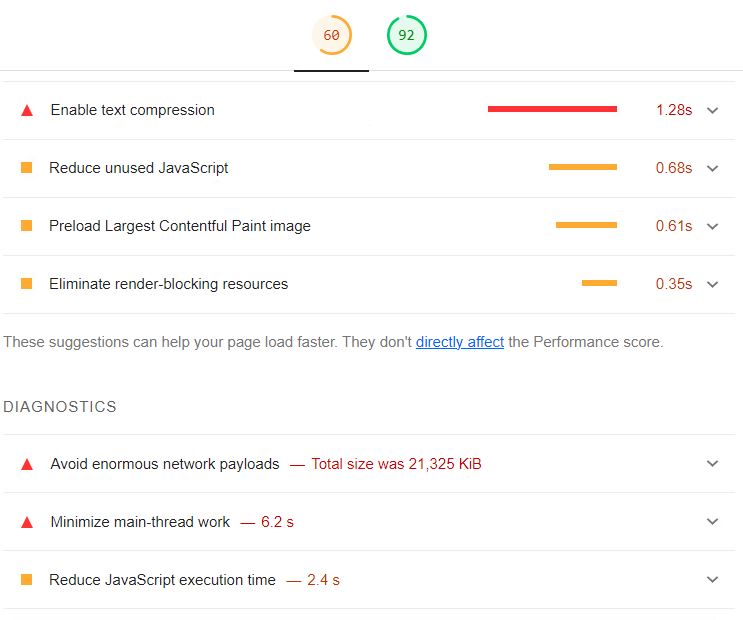 60 92
Enable text compression 1.28s
Reduce unused JavaScript 0.68s
Preload Largest Contentful Paint image 0.61s
Eliminate render-blocking resources 0.35s
These suggestions can help your page load faster. They don't directly affect the Performance score.
DIAGNOSTICS
Avoid enormous network payloads — Total size was 21,325 KiB
Minimize main-thread work — 6.2 s
Reduce JavaScript execution time — 2.4 s